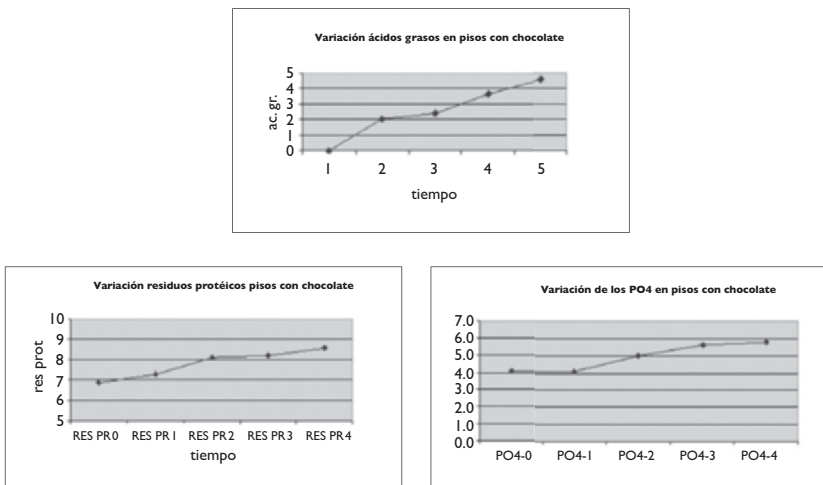 Variación ácidos grasos en pisos con chocolate
5
4
3
2
1
0
ac. gr.
1 2 3 4 5
tiempo
Variación residuos protéicos pisos con chocolate
10
9
8
7
6
5
res prot
RES PR0 RES PR1 RES PR2 RES PR3 RES PR4
tiempo
Variación de los PO4 en pisos con chocolate
7.0
6.0
5.0
4.0
3.0
2.0
1.0
0.0
PO4-0 PO4-1 PO4-2 PO4-3 PO4-4